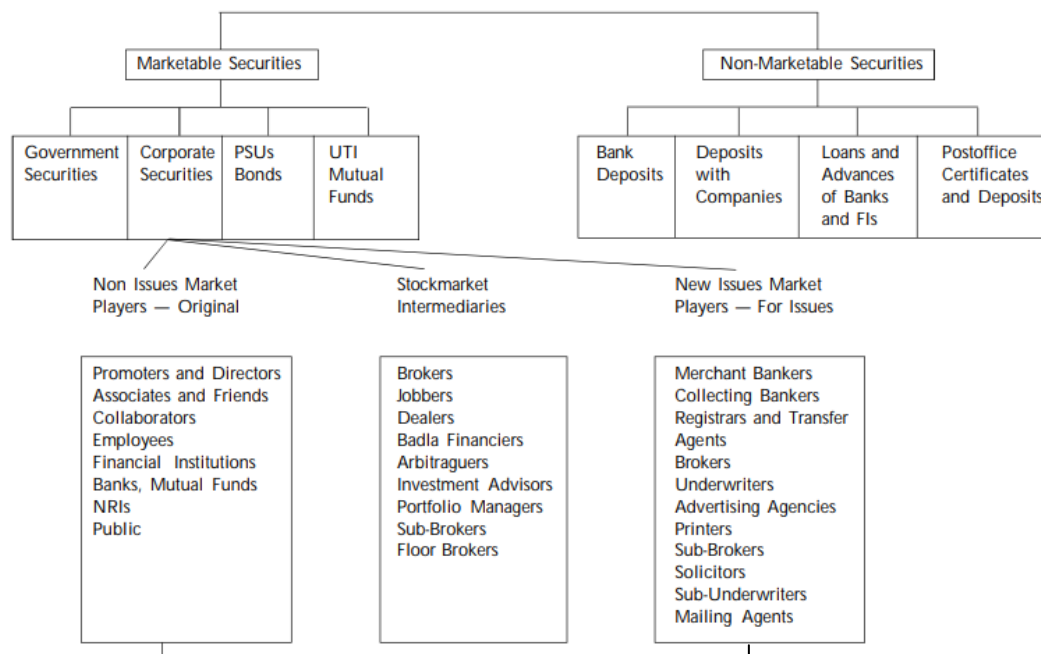 Marketable Securities
Non-Marketable Securities
Government
Securities
Corporate
Securities
PSUs
Bonds
UTI
Mutual
Funds
Bank
Deposits
Deposits
with
Companies
Loans and
Advances
of Banks
and FIs
Postoffice
Certificates
and Deposits
Non Issues Market
Players — Original
Stockmarket
Intermediaries
New Issues Market
Players — For Issues
Promoters and Directors
Associates and Friends
Collaborators
Employees
Financial Institutions
Banks, Mutual Funds
NRIs
Public
Brokers
Jobbers
Dealers
Badla Financiers
Arbitraguers
Investment Advisors
Portfolio Managers
Sub-Brokers
Floor Brokers
Merchant Bankers
Collecting Bankers
Registrars and Transfer
Agents
Brokers
Underwriters
Advertising Agencies
Printers
Sub-Brokers
Solicitors
Sub-Underwriters
Mailing Agents